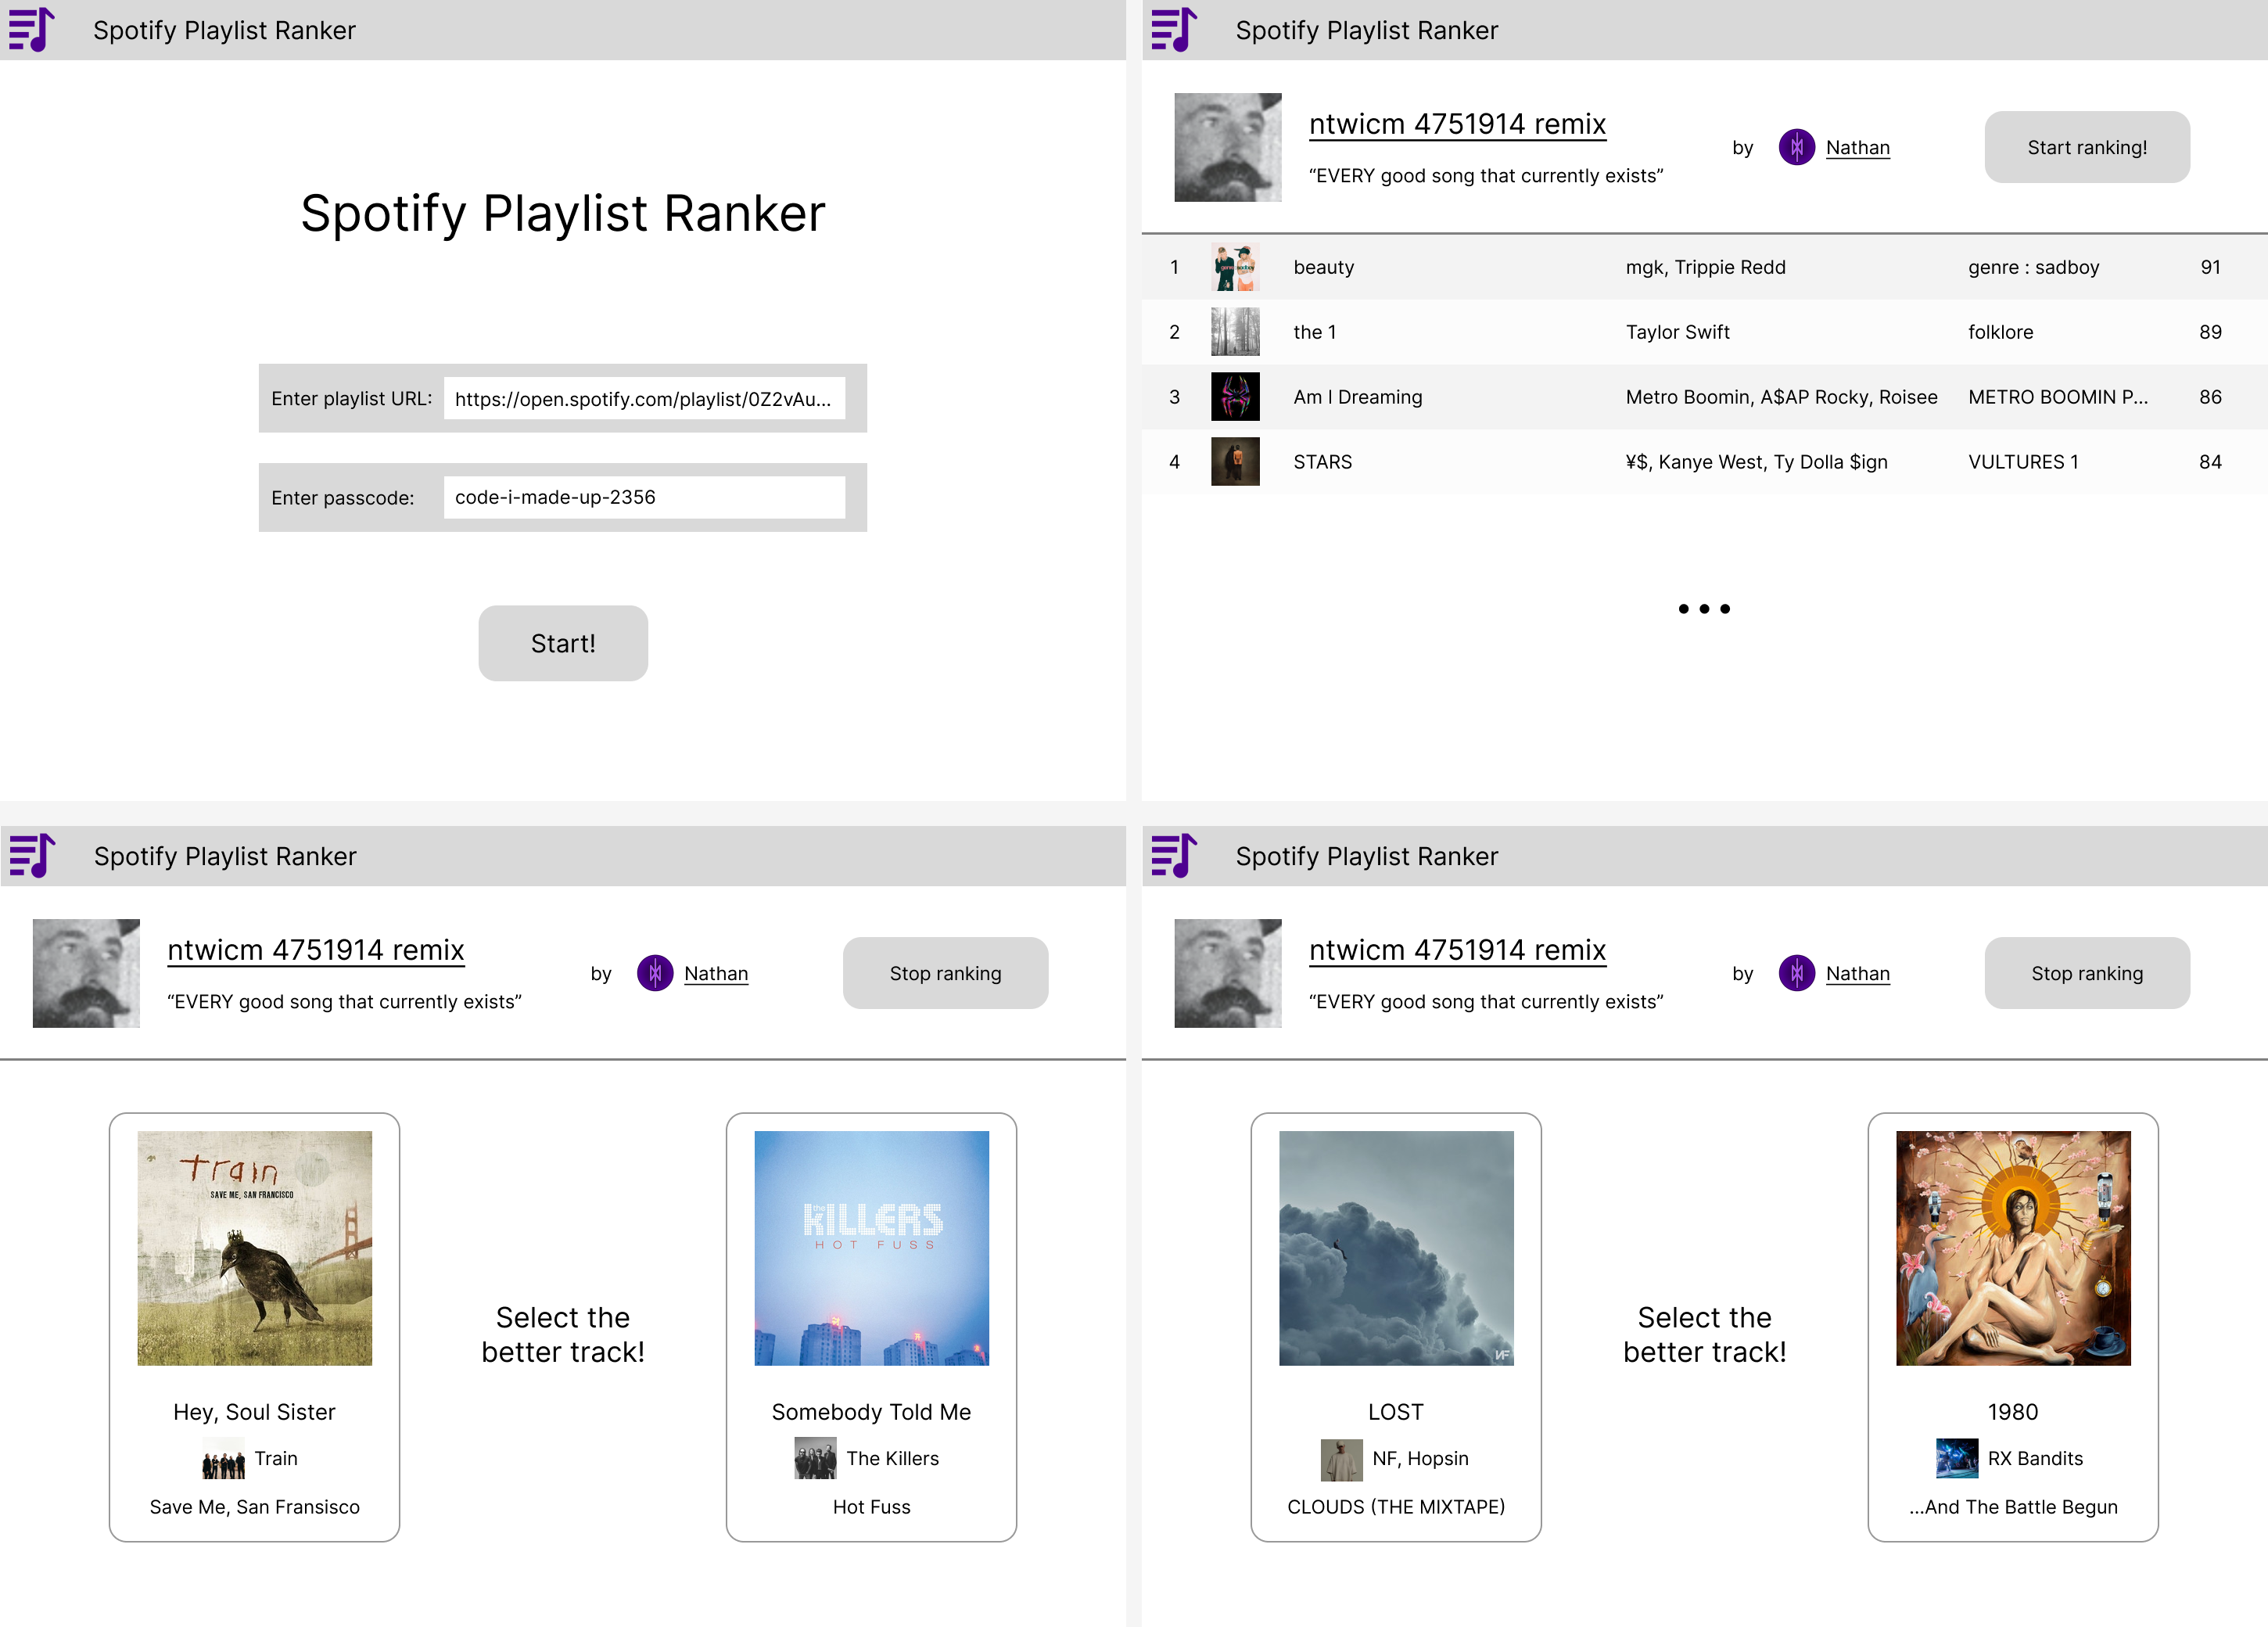 Spotify Playlist Ranker
Spotify Playlist Ranker
Enter playlist URL: https://open.spotify.com/playlist/0Z2vAu...
Enter passcode: code-i-made-up-2356
Start!
Spotify Playlist Ranker
ntwicm 4751914 remix
“EVERY good song that currently exists”
by Nathan
Start ranking!
1 beauty mgk, Trippie Redd genre : sadboy 91
2 the 1 Taylor Swift folklore 89
3 Am I Dreaming Metro Boomin, A$AP Rocky, Roisee METRO BOOMIN P... 86
4 STARS ¥$, Kanye West, Ty Dolla $ign VULTURES 1 84
Spotify Playlist Ranker
ntwicm 4751914 remix
“EVERY good song that currently exists”
by Nathan
Stop ranking
train
SAVE ME, SAN FRANCISCO
Hey, Soul Sister
Train
Save Me, San Fransisco
Select the
better track!
the
KILLERS
HOT FUSS
Somebody Told Me
The Killers
Hot Fuss
Spotify Playlist Ranker
ntwicm 4751914 remix
“EVERY good song that currently exists”
by Nathan
Stop ranking
NF
LOST
NF, Hopsin
CLOUDS (THE MIXTAPE)
Select the
better track!
1980
RX Bandits
...And The Battle Begun